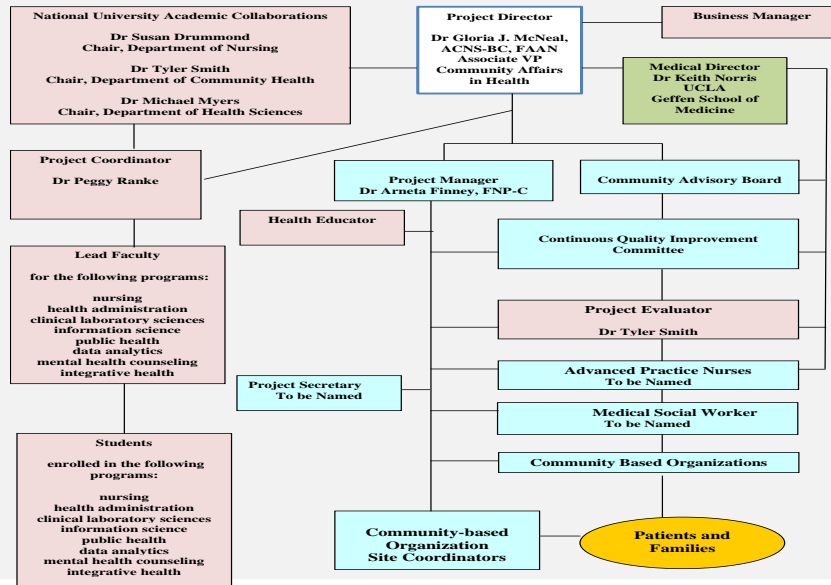 National University Academic Collaborations
Dr Susan Drummond
Chair, Department of Nursing
Dr Tyler Smith
Chair, Department of Community Health
Dr Michael Myers
Chair, Department of Health Sciences
Project Director
Dr Gloria J. McNeal,
ACNS-BC, FAAN
Associate VP
Community Affairs
in Health
Business Manager
Medical Director
Dr Keith Norris
UCLA
Geffen School of
Medicine
Project Coordinator
Dr Peggy Ranke
Project Manager
Dr Arneta Finney, FNP-C
Community Advisory Board
Health Educator
Continuous Quality Improvement
Committee
Lead Faculty
for the following programs:
nursing
health administration
clinical laboratory sciences
information science
public health
data analytics
mental health counseling
integrative health
Project Evaluator
Dr Tyler Smith
Advanced Practice Nurses
To be Named
Project Secretary
To be Named
Medical Social Worker
To be Named
Students
enrolled in the following
programs:
nursing
health administration
clinical laboratory sciences
information science
public health
data analytics
mental health counseling
integrative health
Community Based Organizations
Community-based
Organization
Site Coordinators
Patients and
Families